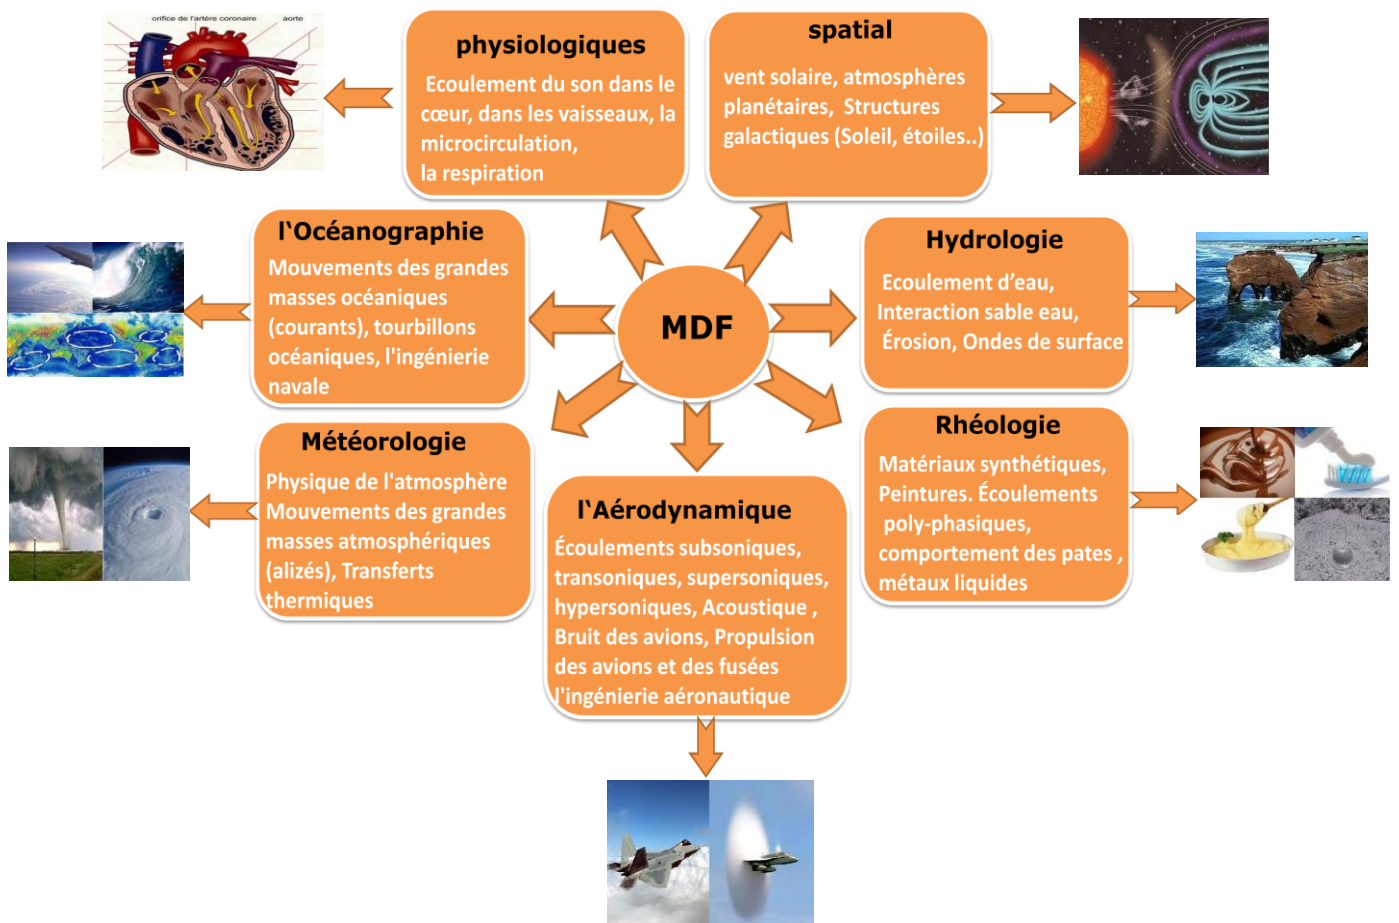 orifice de l'artère coronaire aorte
physiologiques
Ecoulement du son dans le
cœur, dans les vaisseaux, la
microcirculation,
la respiration
spatial
vent solaire, atmosphères
planétaires, Structures
galactiques (Soleil, étoiles..)
l'Océanographie
Mouvements des grandes
masses océaniques
(courants), tourbillons
océaniques, l'ingénierie
navale
MDF
Hydrologie
Ecoulement d’eau,
Interaction sable eau,
Érosion, Ondes de surface
Météorologie
Physique de l'atmosphère
Mouvements des grandes
masses atmosphériques
(alizés), Transferts
thermiques
l'Aérodynamique
Écoulements subsoniques,
transoniques, supersoniques,
hypersoniques, Acoustique ,
Bruit des avions, Propulsion
des avions et des fusées
l'ingénierie aéronautique
Rhéologie
Matériaux synthétiques,
Peintures. Écoulements
poly-phasiques,
comportement des pates ,
métaux liquides